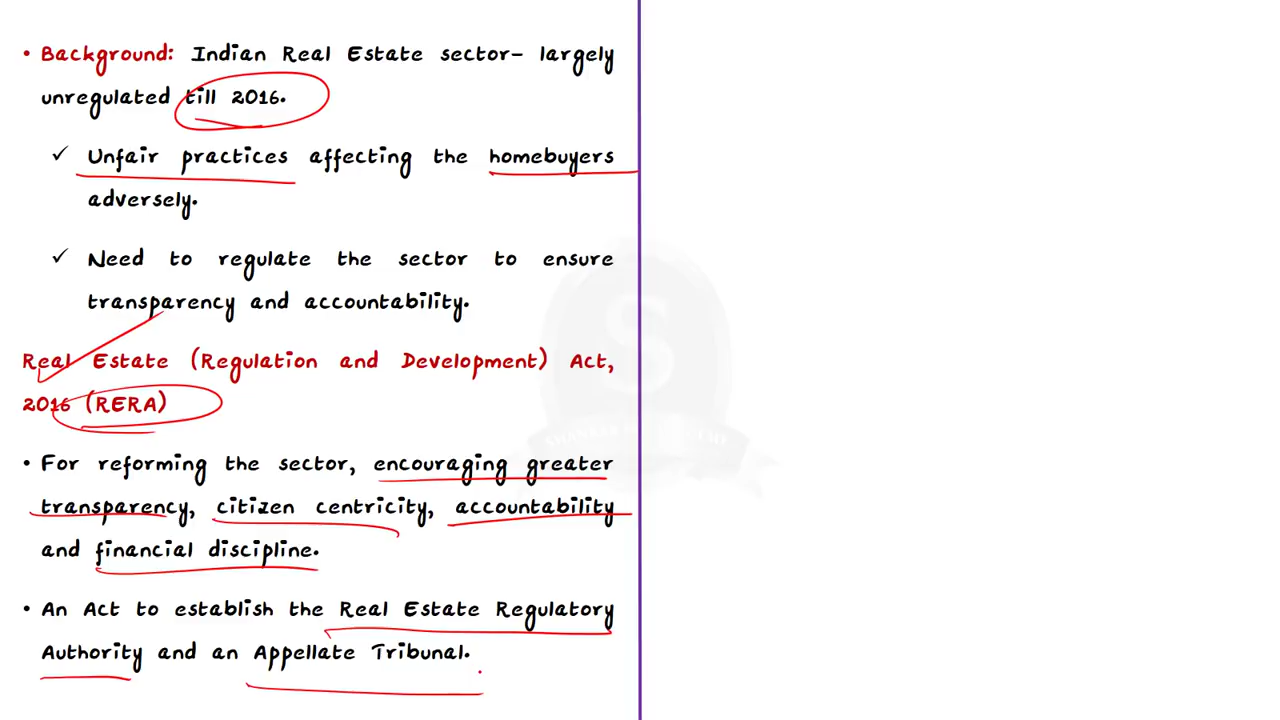 • Background: Indian Real Estate sector– largely
unregulated till 2016.
✓ Unfair practices affecting the homebuyers
adversely.
✓ Need to regulate the sector to ensure
transparency and accountability.
Real Estate (Regulation and Development) Act,
2016 (RERA)
• For reforming the sector, encouraging greater
transparency, citizen centricity, accountability
and financial discipline.
• An Act to establish the Real Estate Regulatory
Authority and an Appellate Tribunal.